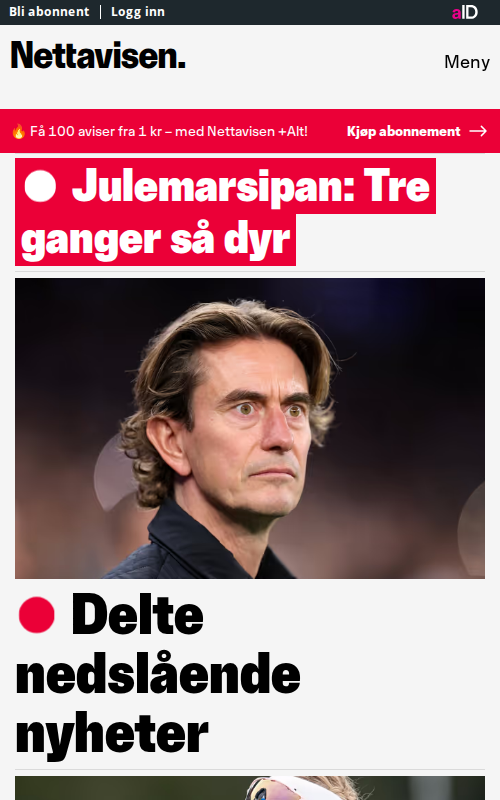 Bli abonnent | Logg inn
aID
Nettavisen.
Meny
🔥 Få 100 aviser fra 1 kr – med Nettavisen +Alt!
Kjøp abonnement →
Julemarsipan: Tre
ganger så dyr
Delte
nedslående
nyheter